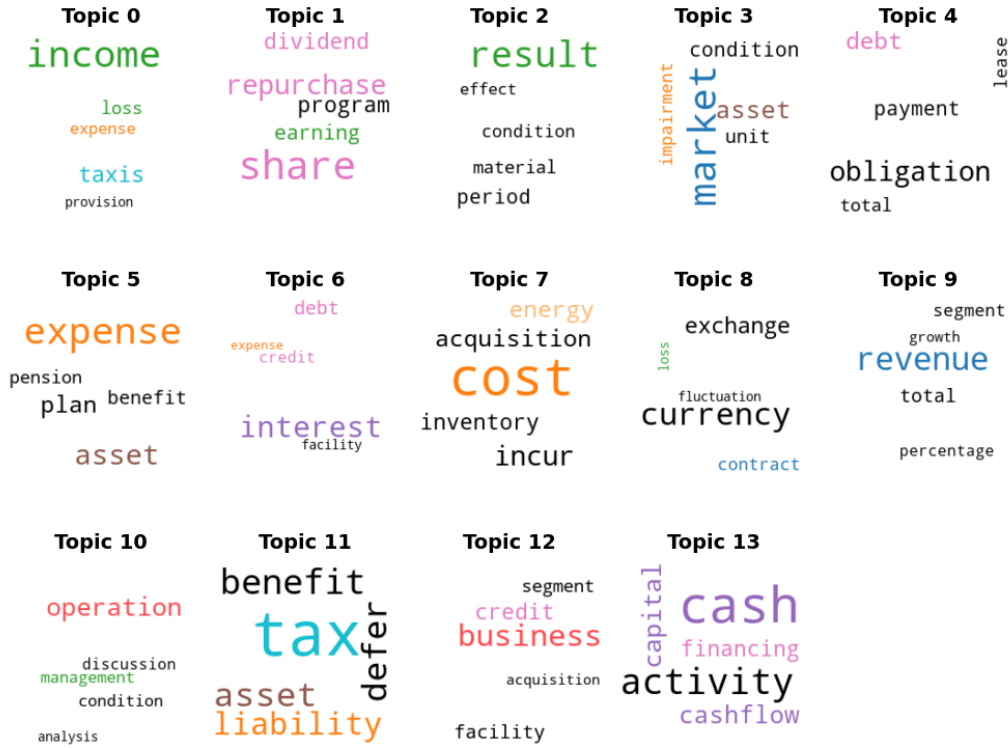 Topic 0
income
loss
expense
taxis
provision
Topic 1
dividend
repurchase
program
earning
share
Topic 2
result
effect
condition
material
period
Topic 3
condition
impairment
market
asset
unit
Topic 4
debt
lease
payment
obligation
total
Topic 5
expense
pension
benefit
plan
asset
Topic 6
debt
expense
credit
interest
facility
Topic 7
energy
acquisition
cost
inventory
incur
Topic 8
exchange
loss
fluctuation
currency
contract
Topic 9
segment
growth
revenue
total
percentage
Topic 10
operation
discussion
management
condition
analysis
Topic 11
benefit
tax
defer
asset
liability
Topic 12
segment
credit
business
acquisition
facility
Topic 13
capital
cash
financing
activity
cashflow